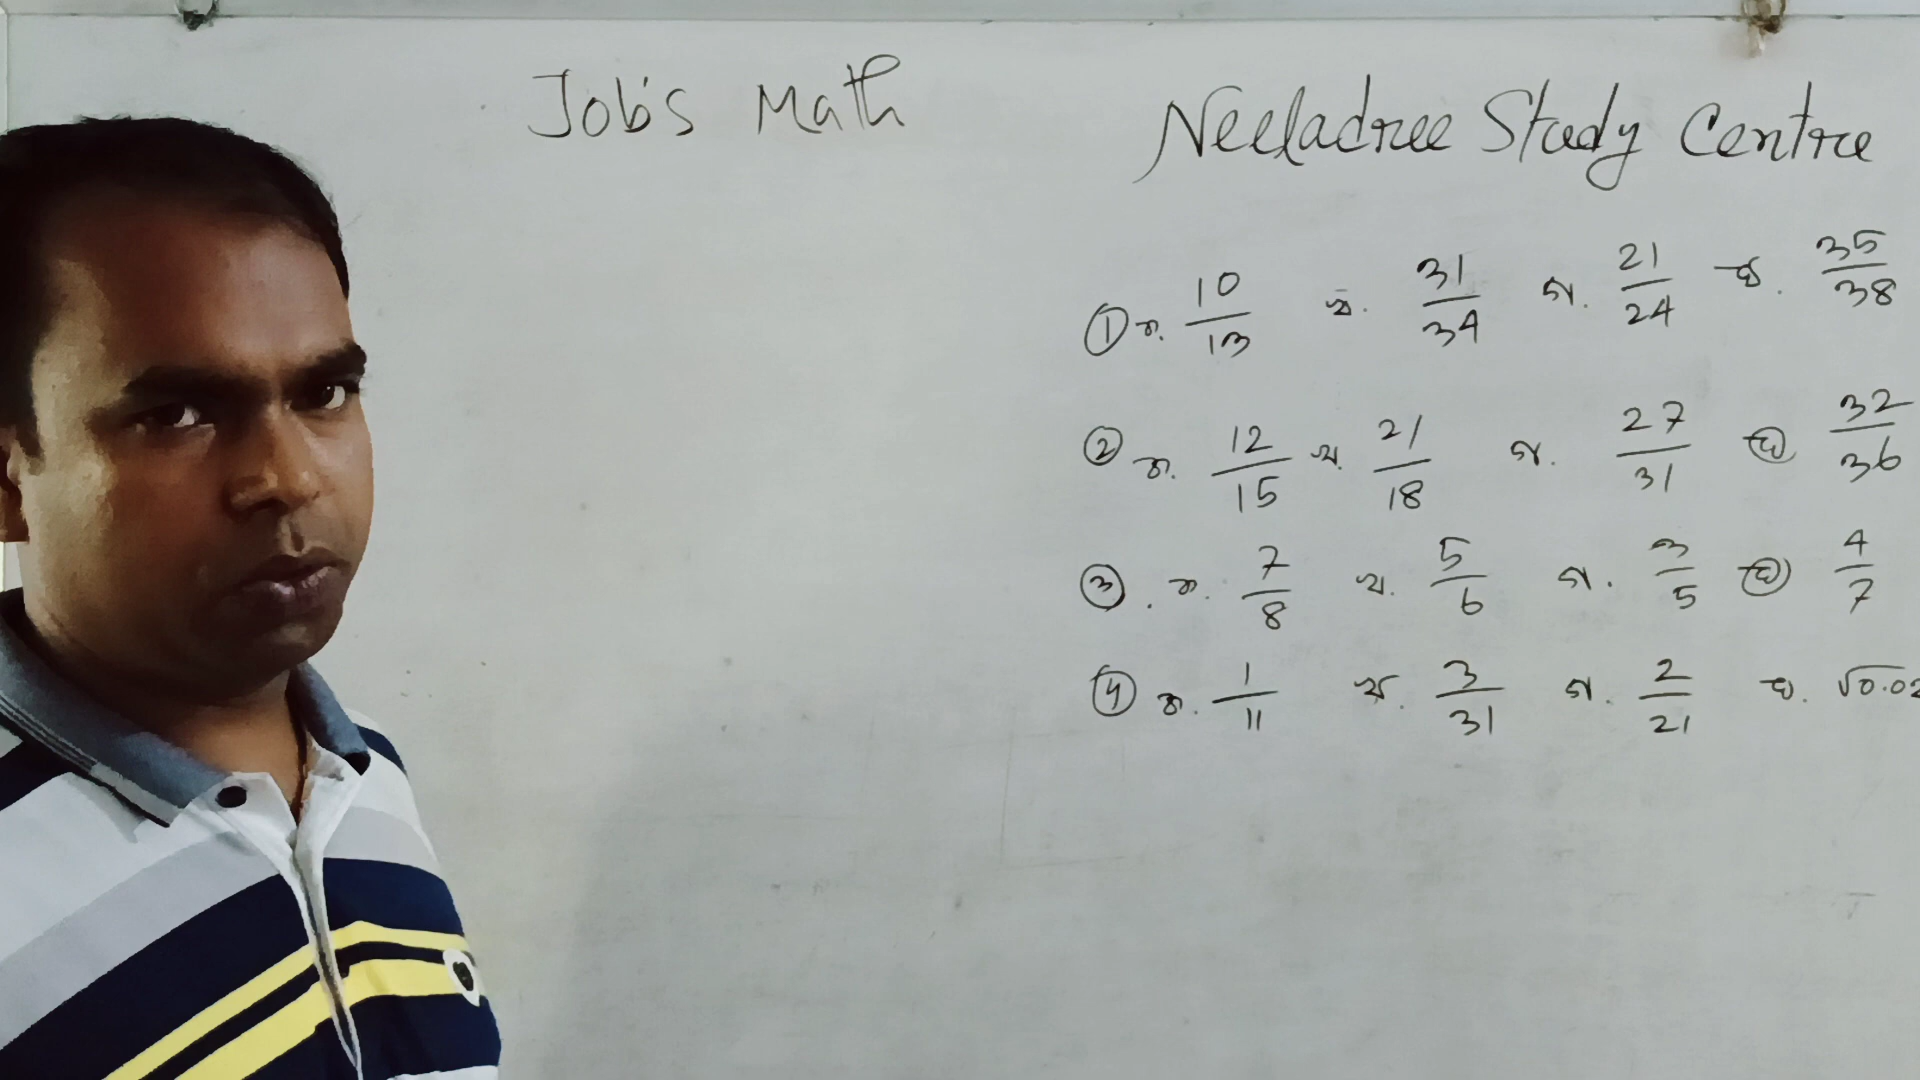 Job's Math
Neeladree Study Centre
① ক. 10/13 খ. 31/34 গ. 21/24 ঘ. 35/38
② ক. 12/15 খ. 21/18 গ. 27/31 ঘ 32/36
③. ক. 7/8 খ. 5/6 গ. 3/5 ঘ 4/7
④ ক. 1/11 খ. 3/31 গ. 2/21 ঘ. √0.02